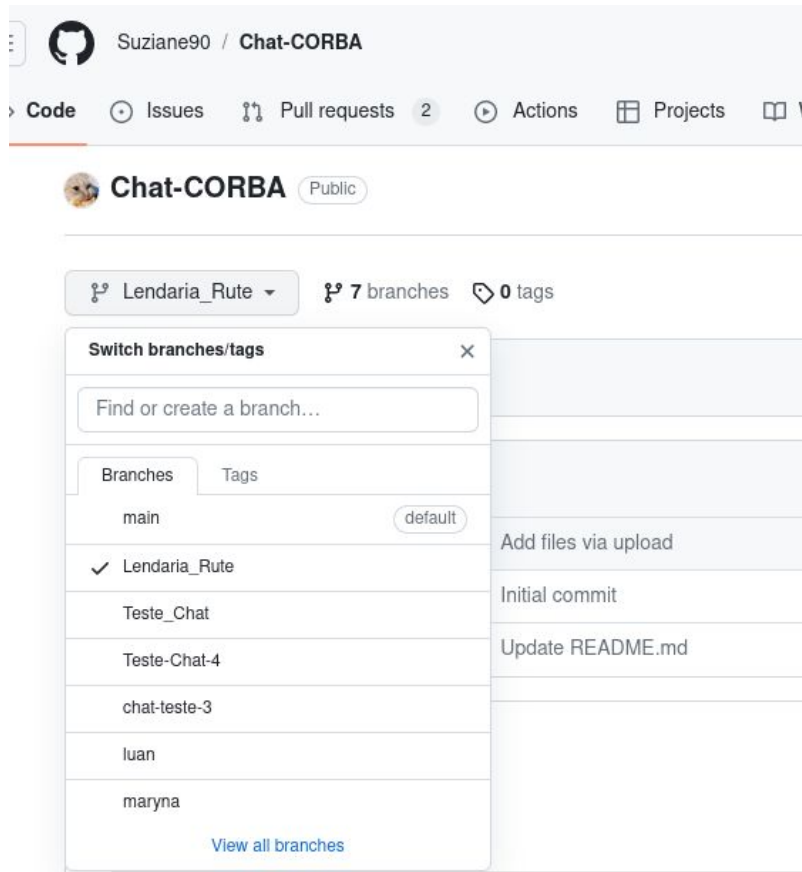 Suziane90 / Chat-CORBA
Code Issues Pull requests 2 Actions Projects
Chat-CORBA Public
Lendaria_Rute 7 branches 0 tags
Switch branches/tags
Find or create a branch…
Branches Tags
main default
Lendaria_Rute
Add files via upload
Teste_Chat
Initial commit
Teste-Chat-4
Update README.md
chat-teste-3
luan
maryna
View all branches